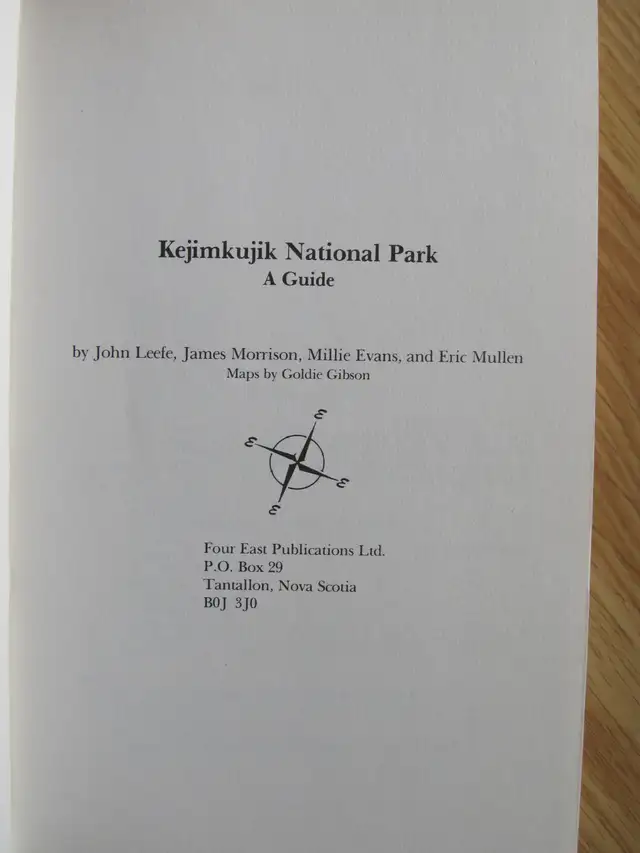 Kejimkujik National Park
A Guide
by John Leefe, James Morrison, Millie Evans, and Eric Mullen
Maps by Goldie Gibson
ε
ε
ε
ε
Four East Publications Ltd.
P.O. Box 29
Tantallon, Nova Scotia
B0J 3J0